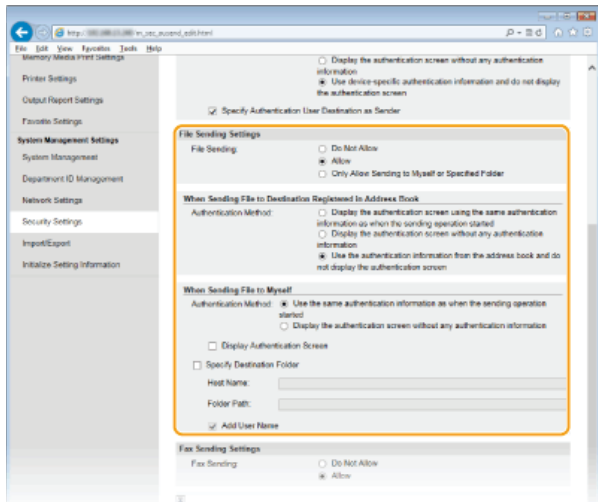 http://
m_sec_ausend_edit.html
File Edit View Favorites Tools Help
Memory Media Print Settings
Printer Settings
Output Report Settings
Favorite Settings
System Management Settings
System Management
Department ID Management
Network Settings
Security Settings
Import/Export
Initialize Setting Information
Display the authentication screen without any authentication
information
Use device-specific authentication information and do not display
the authentication screen
Specify Authentication User Destination as Sender
File Sending Settings
File Sending:
Do Not Allow
Allow
Only Allow Sending to Myself or Specified Folder
When Sending File to Destination Registered in Address Book
Authentication Method:
Display the authentication screen using the same authentication
information as when the sending operation started
Display the authentication screen without any authentication
information
Use the authentication information from the address book and do
not display the authentication screen
When Sending File to Myself
Authentication Method:
Use the same authentication information as when the sending operation
started
Display the authentication screen without any authentication information
Display Authentication Screen
Specify Destination Folder
Host Name:
Folder Path:
Add User Name
Fax Sending Settings
Fax Sending:
Do Not Allow
Allow